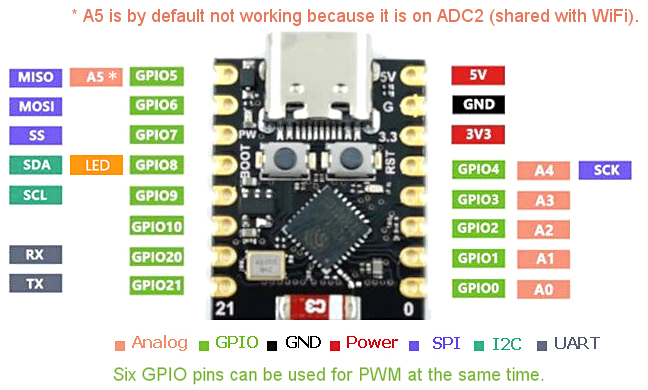 * A5 is by default not working because it is on ADC2 (shared with WiFi).
MISO A5 * GPIO5 5V 5V
MOSI GPIO6 G GND
SS GPIO7 PW 3.3 3V3
SDA LED GPIO8 BOOT RST GPIO4 A4 SCK
SCL GPIO9 GPIO3 A3
GPIO10 GPIO2 A2
RX GPIO20 GPIO1 A1
TX GPIO21 GPIO0 A0
21 C3 0
Analog GPIO GND Power SPI I2C UART
Six GPIO pins can be used for PWM at the same time.